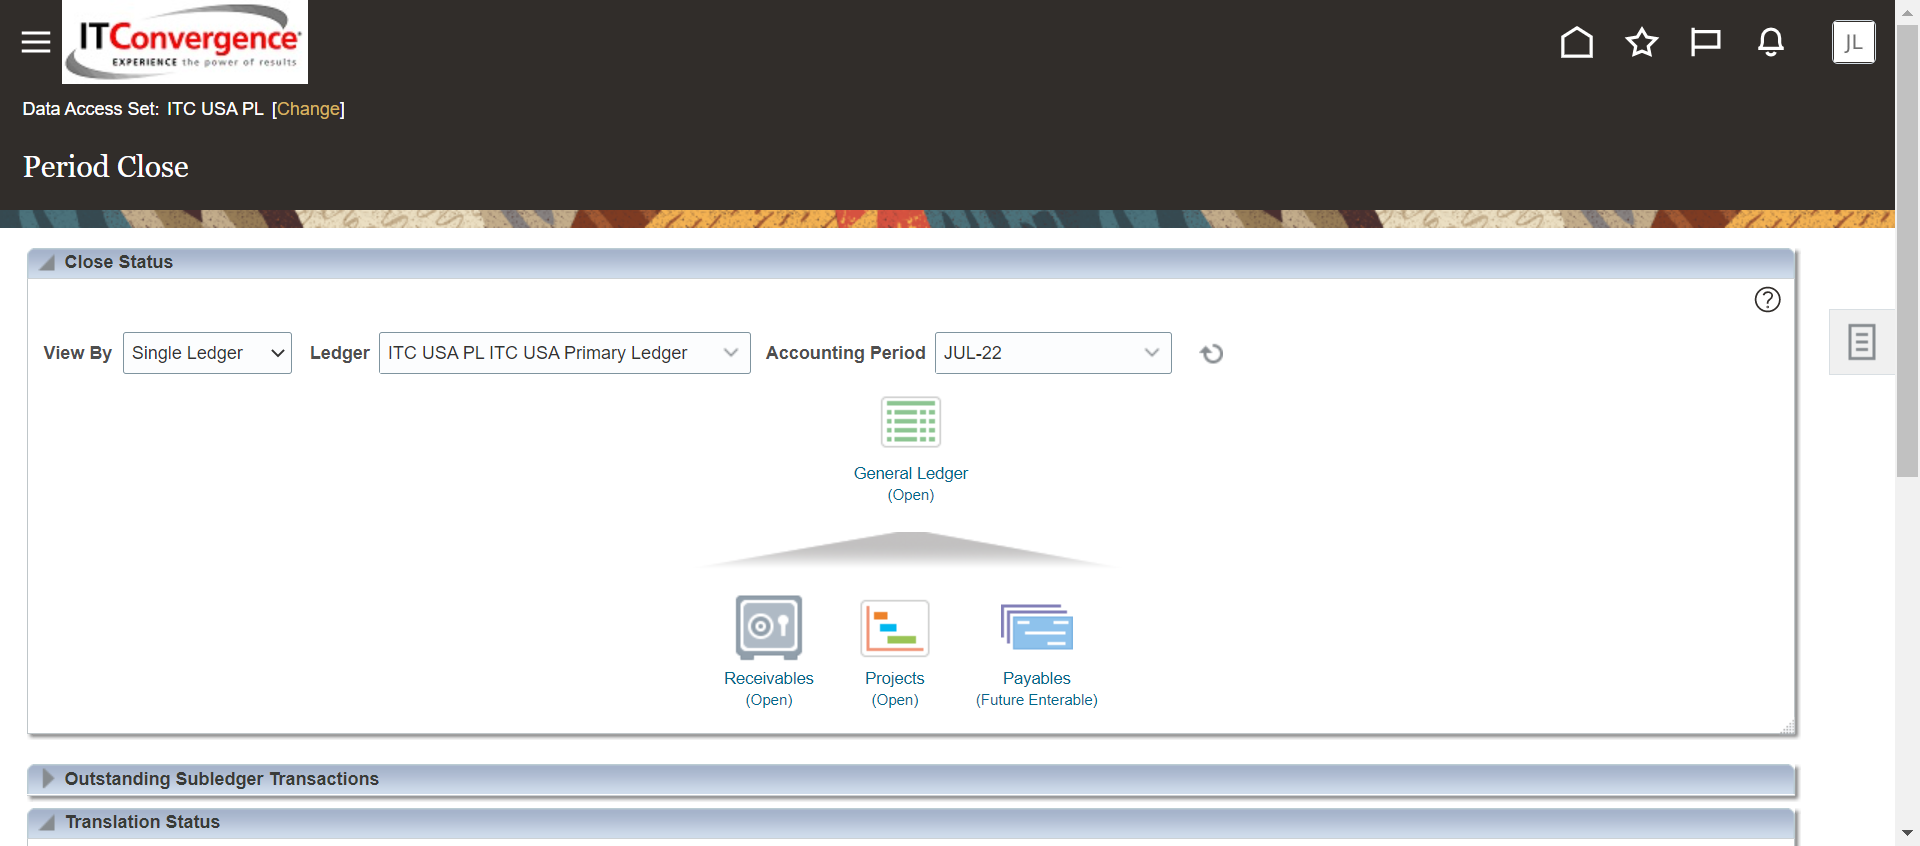 ITConvergence
EXPERIENCE the power of results
JL
Data Access Set: ITC USA PL [Change]
Period Close
Close Status
View By Single Ledger Ledger ITC USA PL ITC USA Primary Ledger Accounting Period JUL-22
General Ledger
(Open)
Receivables Projects Payables
(Open) (Open) (Future Enterable)
Outstanding Subledger Transactions
Translation Status